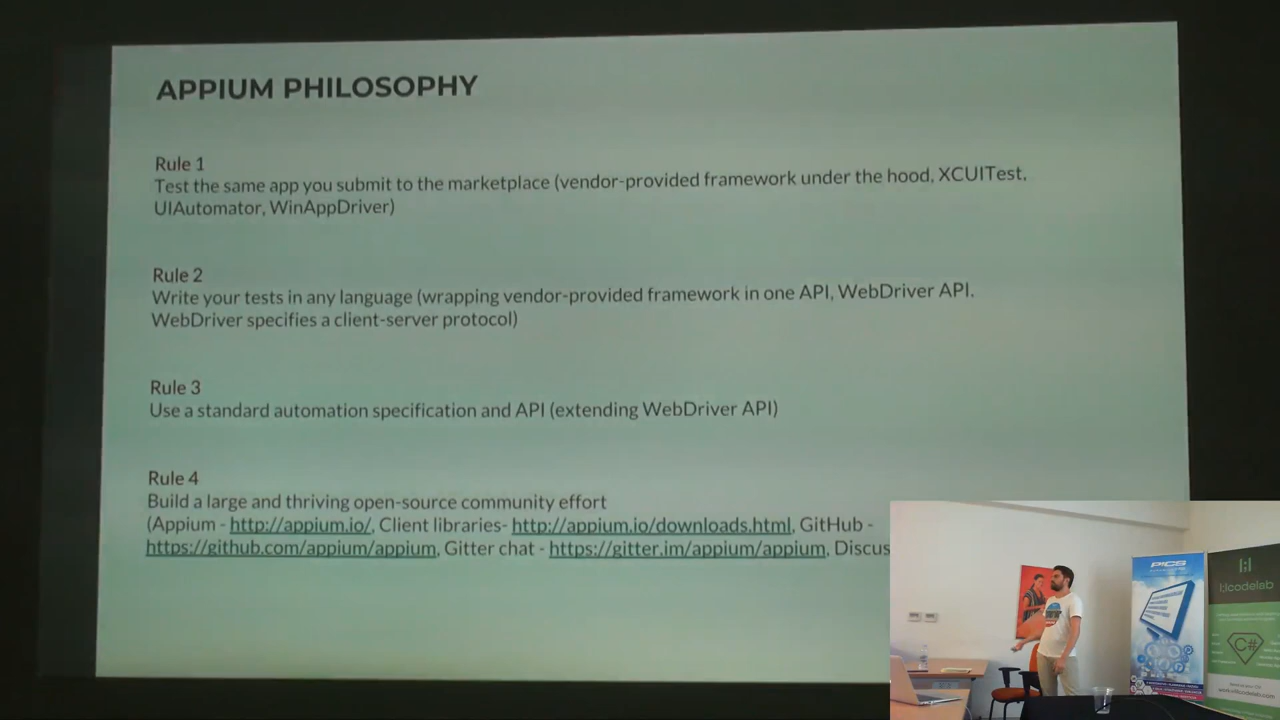 APPIUM PHILOSOPHY
Rule 1
Test the same app you submit to the marketplace (vendor-provided framework under the hood, XCUITest,
UIAutomator, WinAppDriver)
Rule 2
Write your tests in any language (wrapping vendor-provided framework in one API, WebDriver API.
WebDriver specifies a client-server protocol)
Rule 3
Use a standard automation specification and API (extending WebDriver API)
Rule 4
Build a large and thriving open-source community effort
(Appium - http://appium.io/, Client libraries- http://appium.io/downloads.html, GitHub -
https://github.com/appium/appium, Gitter chat - https://gitter.im/appium/appium, Discus
PICS
codelab
C#